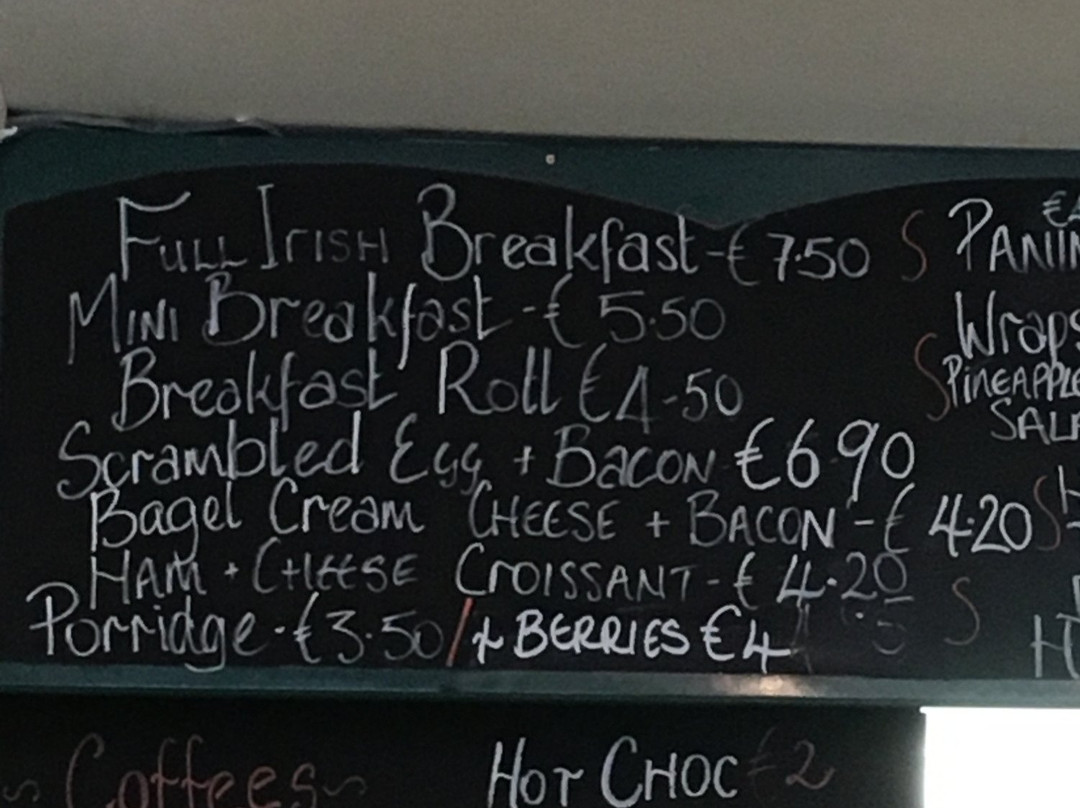 Full Irish Breakfast - €7.50
Mini Breakfast - € 5.50
Breakfast Roll €4-50
Scrambled Egg + Bacon €6.90
Bagel Cream Cheese + Bacon - € 4.20
Ham + Cheese Croissant - € 4.20
Porridge - €3.50 / + BERRIES €4
Wraps
Pineapple
Coffees
Hot Choc €2